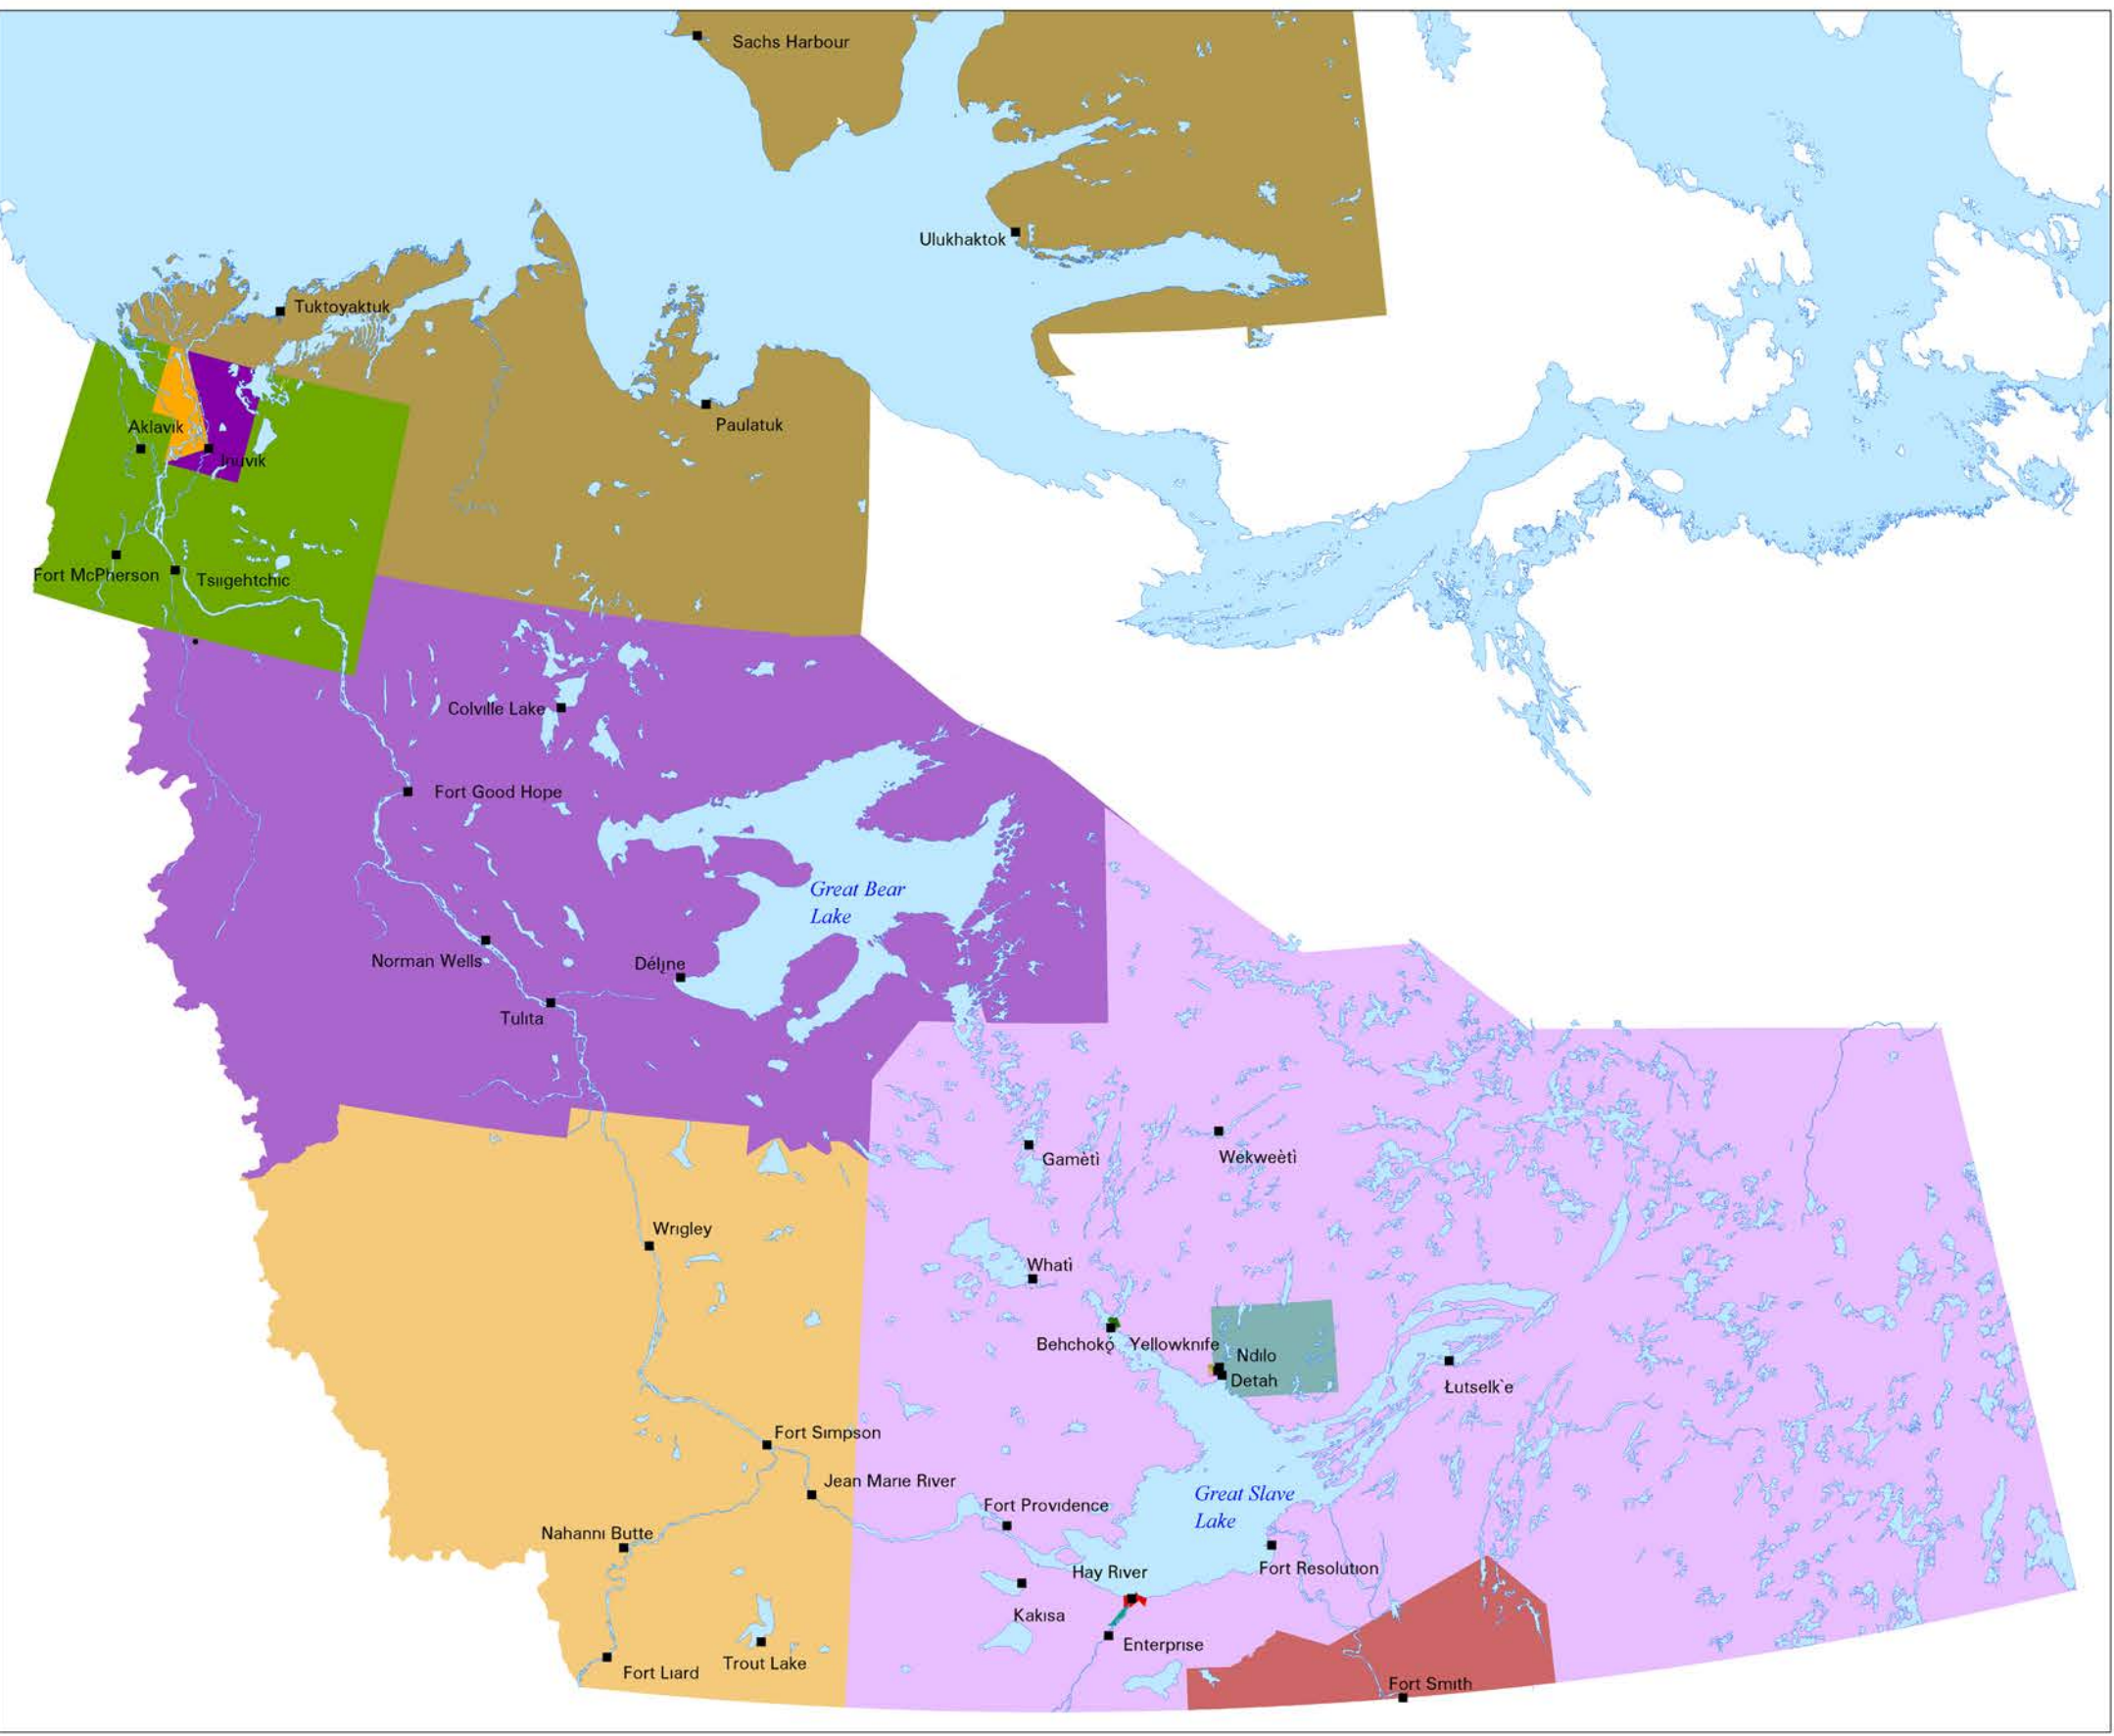 Sachs Harbour
Ulukhaktok
Tuktoyaktuk
Paulatuk
Aklavik
Inuvik
Fort McPherson
Tsiigehtchic
Colville Lake
Fort Good Hope
Great Bear
Lake
Norman Wells
Délįne
Tulita
Gamètì
Wekweètì
Wrigley
Whatì
Behchokǫ̀
Yellowknife
Ndilo
Detah
Łutselk`e
Fort Simpson
Jean Marie River
Great Slave
Lake
Fort Providence
Nahanni Butte
Hay River
Fort Resolution
Kakisa
Enterprise
Trout Lake
Fort Liard
Fort Smith